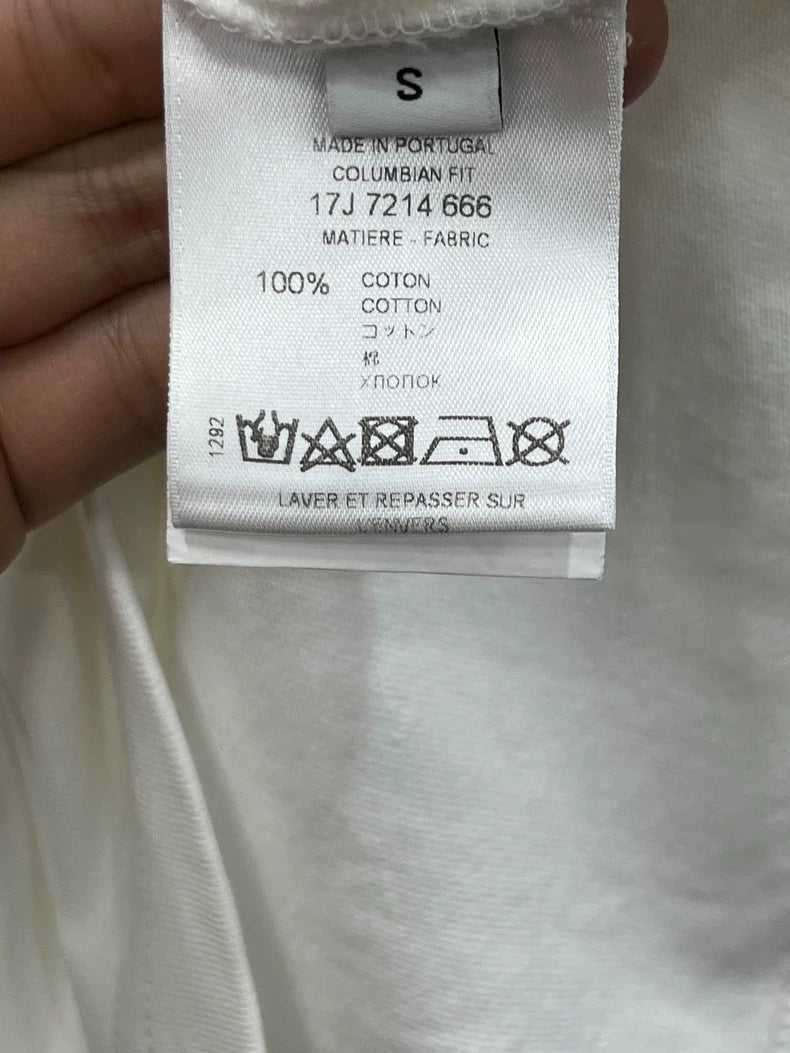 S
MADE IN PORTUGAL
COLUMBIAN FIT
17J 7214 666
MATIERE - FABRIC
100% COTON
COTTON
コットン
棉
ХЛОПОК
1292
LAVER ET REPASSER SUR
L'ENVERS